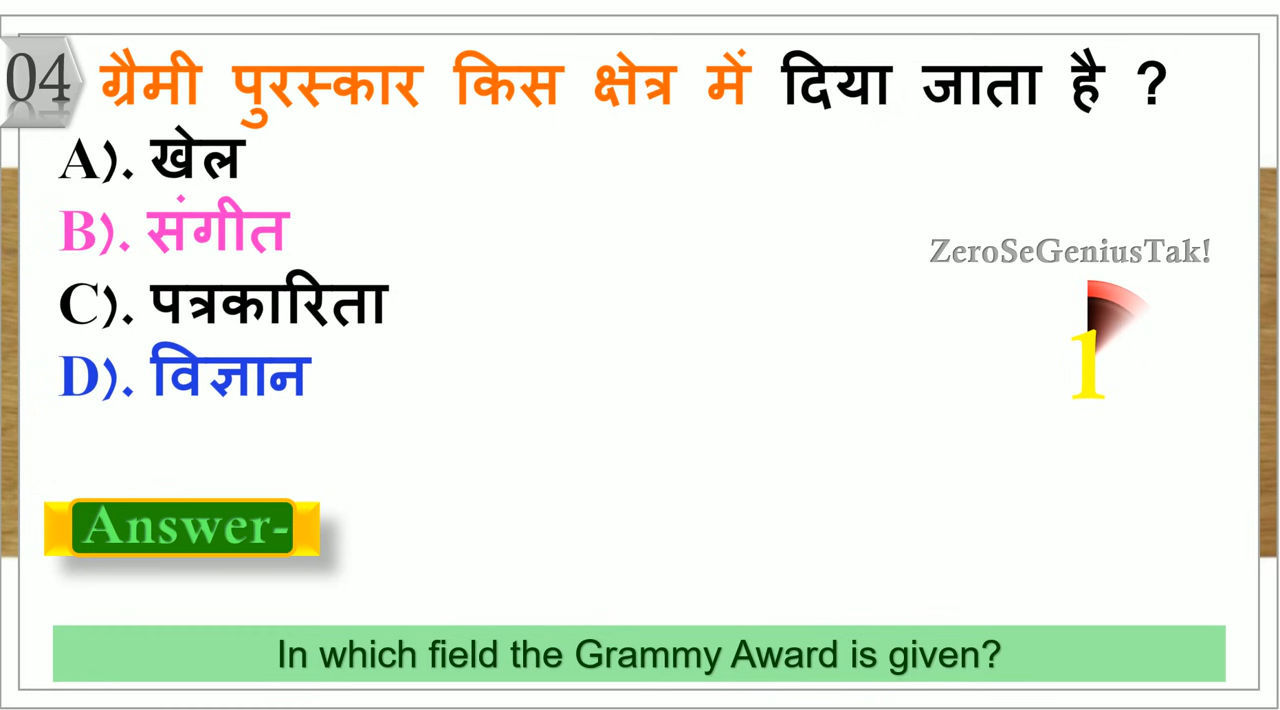 04 ग्रैमी पुरस्कार किस क्षेत्र में दिया जाता है ?
A). खेल
B). संगीत
ZeroSeGeniusTak!
C). पत्रकारिता
1
D). विज्ञान
Answer-
In which field the Grammy Award is given?